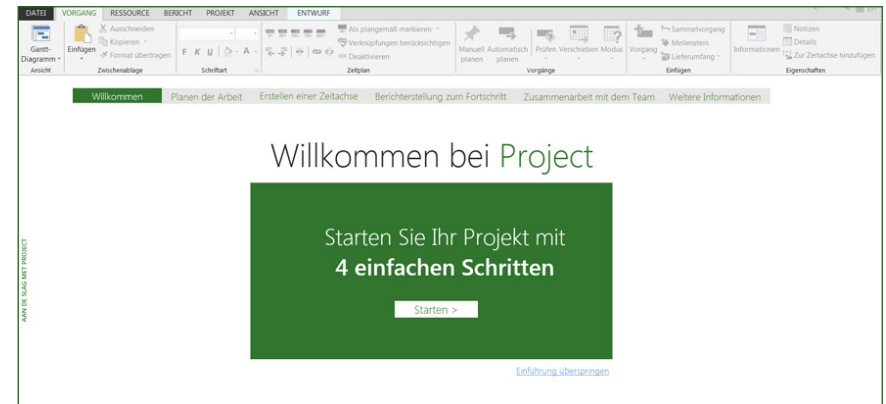 DATEI VORGANG RESSOURCE BERICHT PROJEKT ANSICHT ENTWURF
Ausschneiden
Kopieren
Format übertragen
Gantt-Diagramm
Einfügen
F K U A
Als plangemäß markieren
Verknüpfungen berücksichtigen
Deaktivieren
Manuell planen
Automatisch planen
Prüfen Verschieben Modus
Vorgang
Sammelvorgang
Meilenstein
Lieferumfang
Informationen
Notizen
Details
Zur Zeitachse hinzufügen
Ansicht Zwischenablage Schriftart Zeitplan Vorgänge Einfügen Eigenschaften
Willkommen Planen der Arbeit Erstellen einer Zeitachse Berichterstellung zum Fortschritt Zusammenarbeit mit dem Team Weitere Informationen
Willkommen bei Project
Starten Sie Ihr Projekt mit
4 einfachen Schritten
Starten >
Einführung überspringen
AAN DE SLAG MET PROJECT